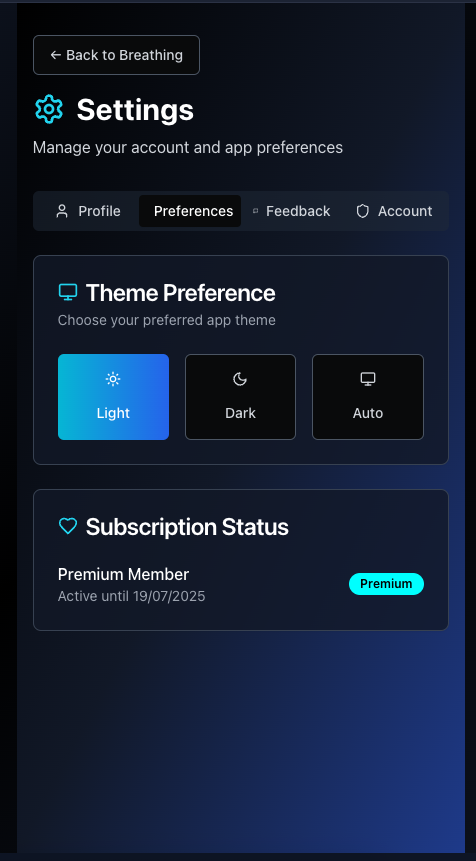 ← Back to Breathing
Settings
Manage your account and app preferences
Profile Preferences Feedback Account
Theme Preference
Choose your preferred app theme
Light Dark Auto
Subscription Status
Premium Member
Active until 19/07/2025
Premium